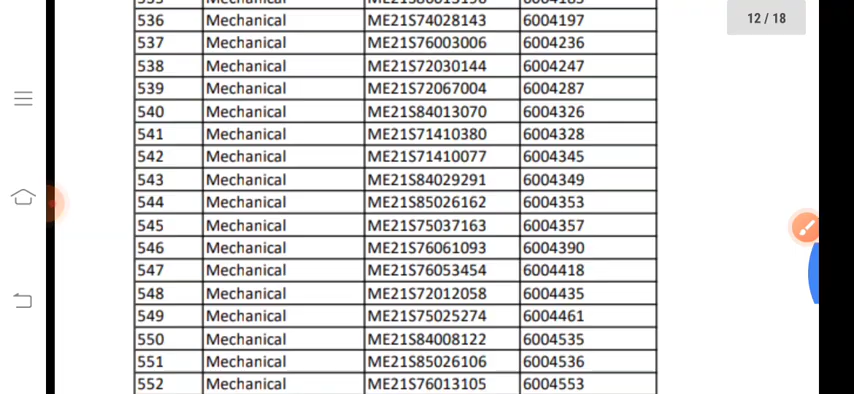 12 / 18
536 Mechanical ME21S74028143 6004197
537 Mechanical ME21S76003006 6004236
538 Mechanical ME21S72030144 6004247
539 Mechanical ME21S72067004 6004287
540 Mechanical ME21S84013070 6004326
541 Mechanical ME21S71410380 6004328
542 Mechanical ME21S71410077 6004345
543 Mechanical ME21S84029291 6004349
544 Mechanical ME21S85026162 6004353
545 Mechanical ME21S75037163 6004357
546 Mechanical ME21S76061093 6004390
547 Mechanical ME21S76053454 6004418
548 Mechanical ME21S72012058 6004435
549 Mechanical ME21S75025274 6004461
550 Mechanical ME21S84008122 6004535
551 Mechanical ME21S85026106 6004536
552 Mechanical ME21S76013105 6004553